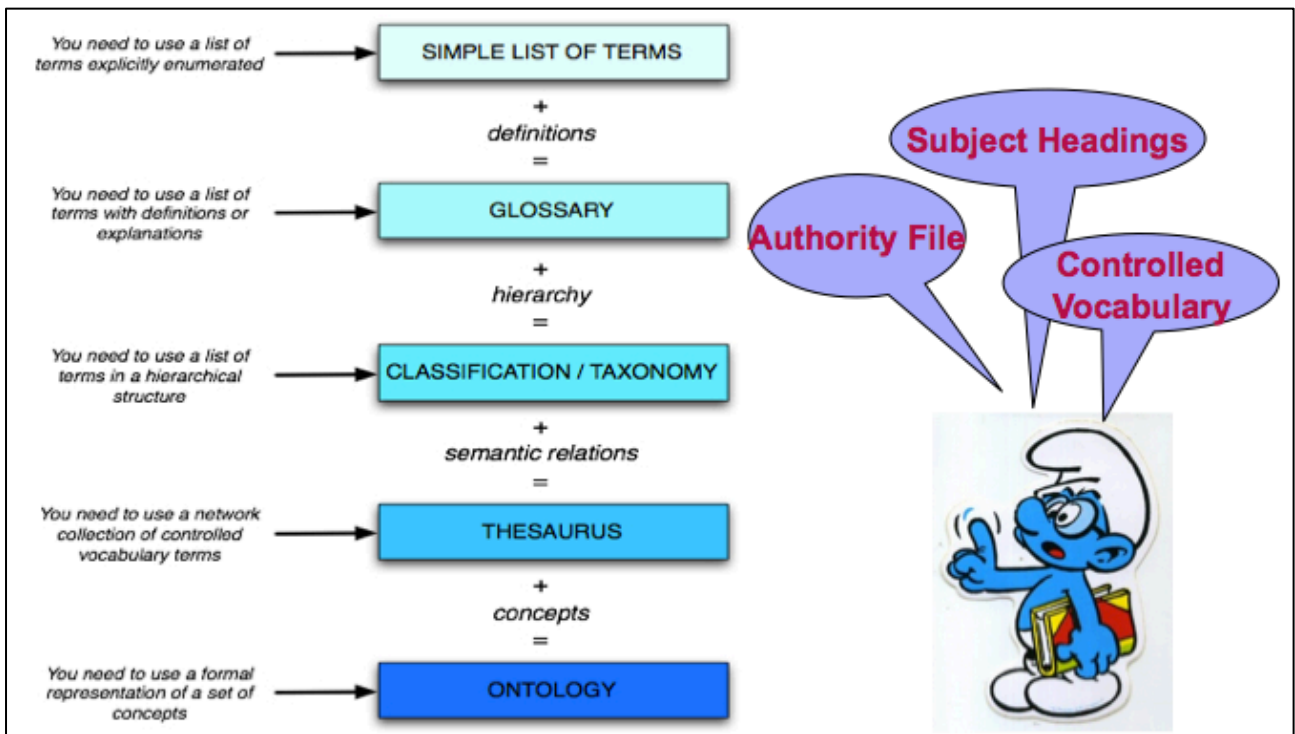 You need to use a list of
terms explicitly enumerated
SIMPLE LIST OF TERMS
+
definitions
=
You need to use a list of
terms with definitions or
explanations
GLOSSARY
+
hierarchy
=
You need to use a list of
terms in a hierarchical
structure
CLASSIFICATION / TAXONOMY
+
semantic relations
=
You need to use a network
collection of controlled
vocabulary terms
THESAURUS
+
concepts
=
You need to use a formal
representation of a set of
concepts
ONTOLOGY
Subject Headings
Authority File
Controlled
Vocabulary